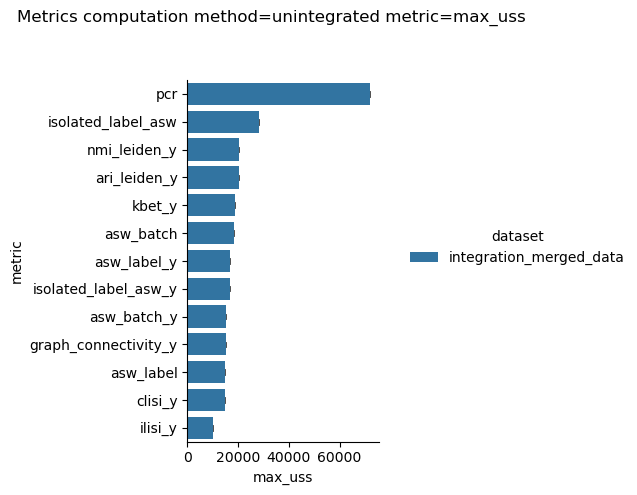 Metrics computation method=unintegrated metric=max_uss
pcr
isolated_label_asw
nmi_leiden_y
ari_leiden_y
kbet_y
asw_batch
asw_label_y
isolated_label_asw_y
asw_batch_y
graph_connectivity_y
asw_label
clisi_y
ilisi_y
metric
0 20000 40000 60000
max_uss
dataset
integration_merged_data